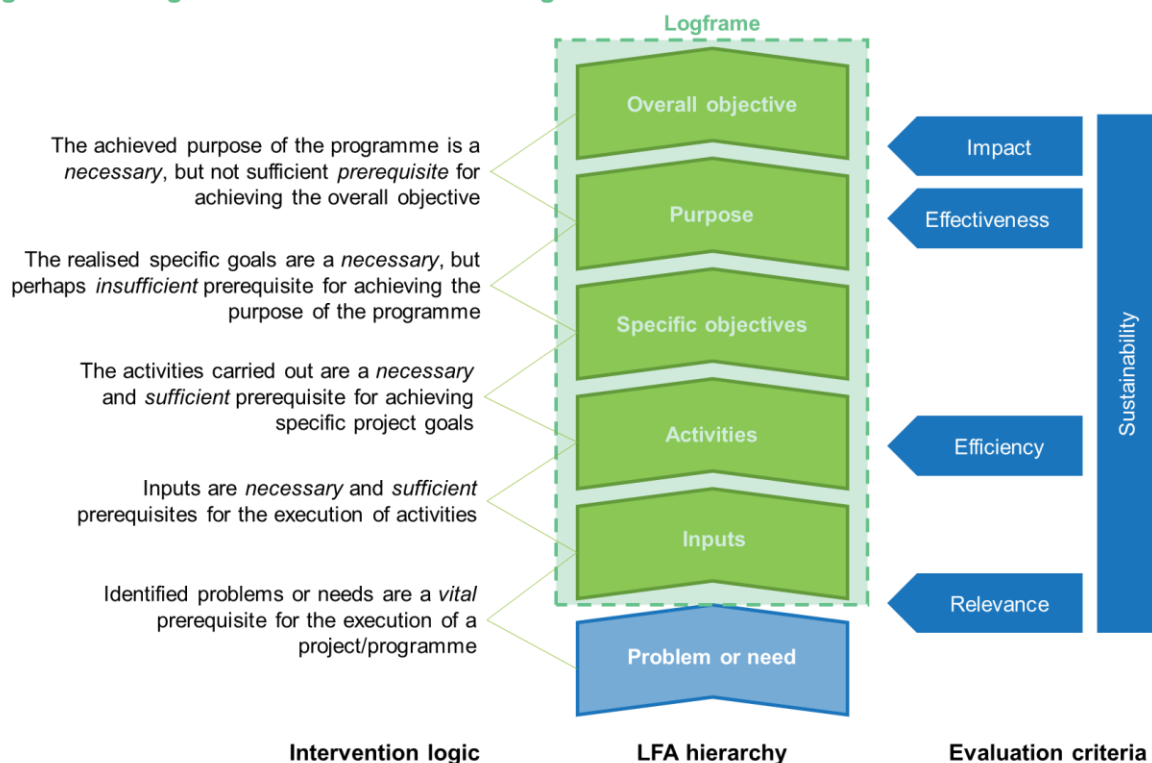 Logframe
Overall objective
The achieved purpose of the programme is a
necessary, but not sufficient prerequisite for
achieving the overall objective
Impact
Purpose
Effectiveness
The realised specific goals are a necessary, but
perhaps insufficient prerequisite for achieving the
purpose of the programme
Specific objectives
Sustainability
The activities carried out are a necessary
and sufficient prerequisite for achieving
specific project goals
Activities
Efficiency
Inputs are necessary and sufficient
prerequisites for the execution of activities
Inputs
Identified problems or needs are a vital
prerequisite for the execution of a
project/programme
Relevance
Problem or need
Intervention logic
LFA hierarchy
Evaluation criteria